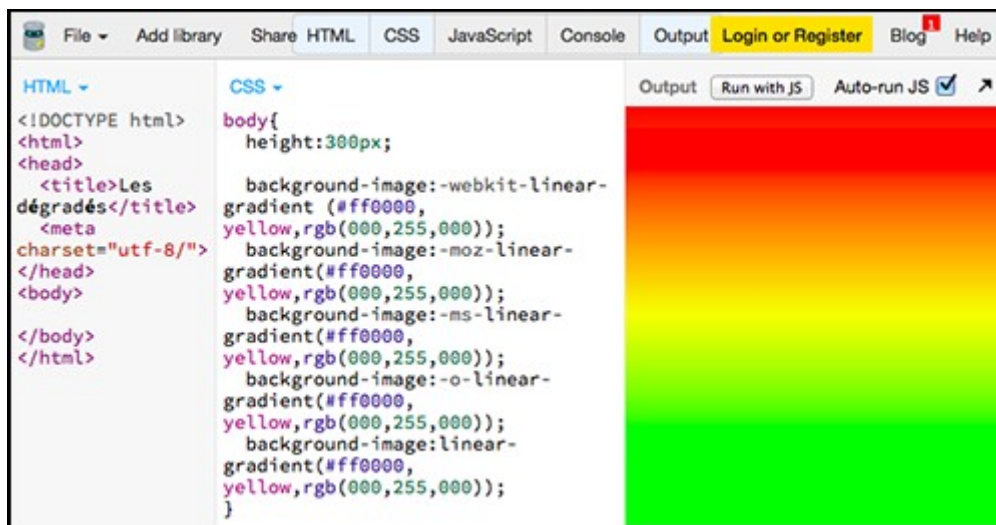 File ▾ Add library Share HTML CSS JavaScript Console Output Login or Register Blog 1 Help
HTML ▾
<!DOCTYPE html>
<html>
<head>
<title>Les
dégradés</title>
<meta
charset="utf-8/">
</head>
<body>
</body>
</html>
CSS ▾
body{
height:300px;
background-image:-webkit-linear-
gradient (#ff0000,
yellow,rgb(000,255,000));
background-image:-moz-linear-
gradient(#ff0000,
yellow,rgb(000,255,000));
background-image:-ms-linear-
gradient(#ff0000,
yellow,rgb(000,255,000));
background-image:-o-linear-
gradient(#ff0000,
yellow,rgb(000,255,000));
background-image:linear-
gradient(#ff0000,
yellow,rgb(000,255,000));
}
Output Run with JS Auto-run JS